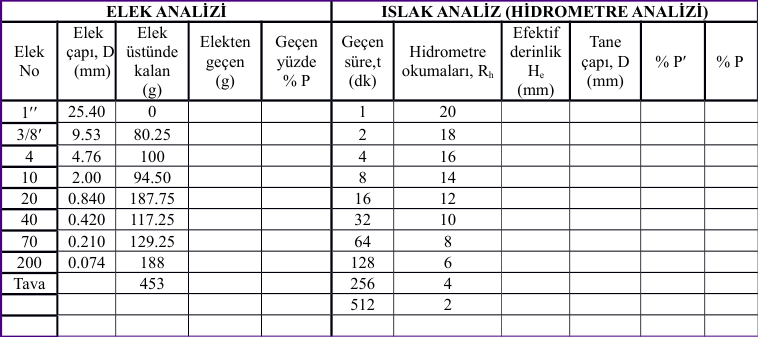 ELEK ANALİZİ ISLAK ANALİZ (HİDROMETRE ANALİZİ)
Elek No Elek çapı, D (mm) Elek üstünde kalan (g) Elekten geçen (g) Geçen yüzde % P Geçen süre,t (dk) Hidrometre okumaları, Rh Efektif derinlik He (mm) Tane çapı, D (mm) % P′ % P
1′′ 25.40 0 1 20
3/8′ 9.53 80.25 2 18
4 4.76 100 4 16
10 2.00 94.50 8 14
20 0.840 187.75 16 12
40 0.420 117.25 32 10
70 0.210 129.25 64 8
200 0.074 188 128 6
Tava 453 256 4
512 2